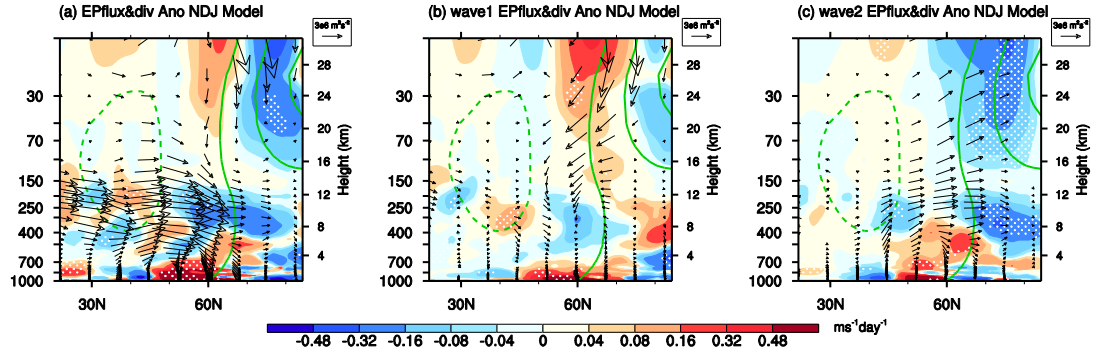 (a) EPflux&div Ano NDJ Model
3e6 m²s⁻²
30
70
150
250
400
700
1000
28
24
20
16
12
8
4
Height (km)
30N
60N
(b) wave1 EPflux&div Ano NDJ Model
3e6 m²s⁻²
30
70
150
250
400
700
1000
28
24
20
16
12
8
4
Height (km)
30N
60N
(c) wave2 EPflux&div Ano NDJ Model
3e6 m²s⁻²
30
70
150
250
400
700
1000
28
24
20
16
12
8
4
Height (km)
30N
60N
-0.48 -0.32 -0.16 -0.08 -0.04 0 0.04 0.08 0.16 0.32 0.48 ms⁻¹day⁻¹